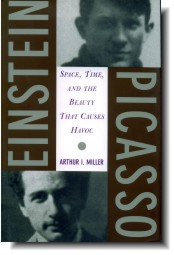 EINSTEIN
PICASSO
SPACE, TIME,
AND THE
BEAUTY
THAT CAUSES
HAVOC
ARTHUR I. MILLER